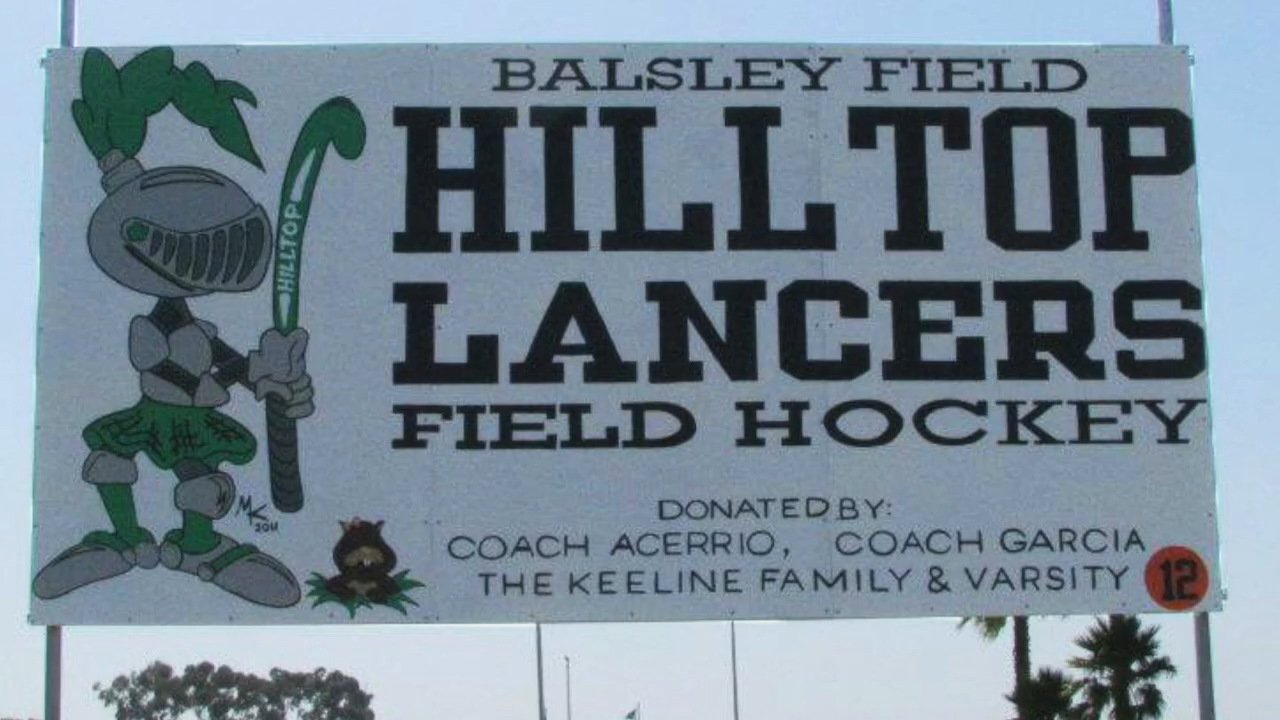 BALSLEY FIELD
HILLTOP
LANCERS
FIELD HOCKEY
HILLTOP
MK
2011
DONATED BY:
COACH ACERRIO, COACH GARCIA
THE KEELINE FAMILY & VARSITY
12